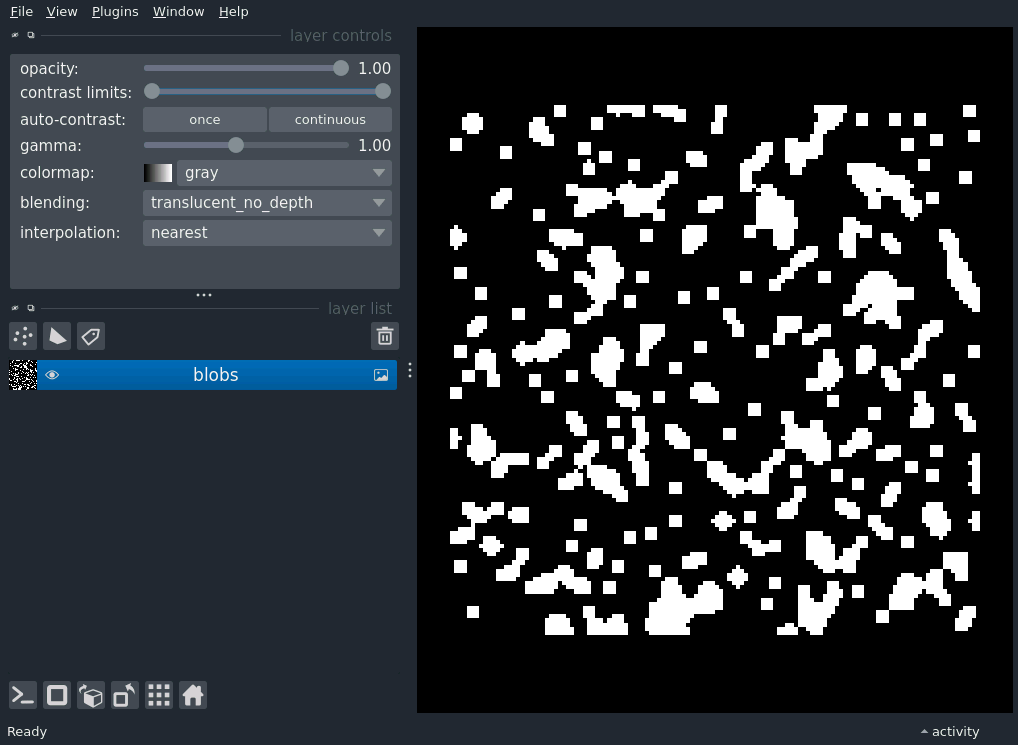 File View Plugins Window Help
layer controls
opacity: 1.00
contrast limits:
auto-contrast: once continuous
gamma: 1.00
colormap: gray
blending: translucent_no_depth
interpolation: nearest
layer list
blobs
Ready activity